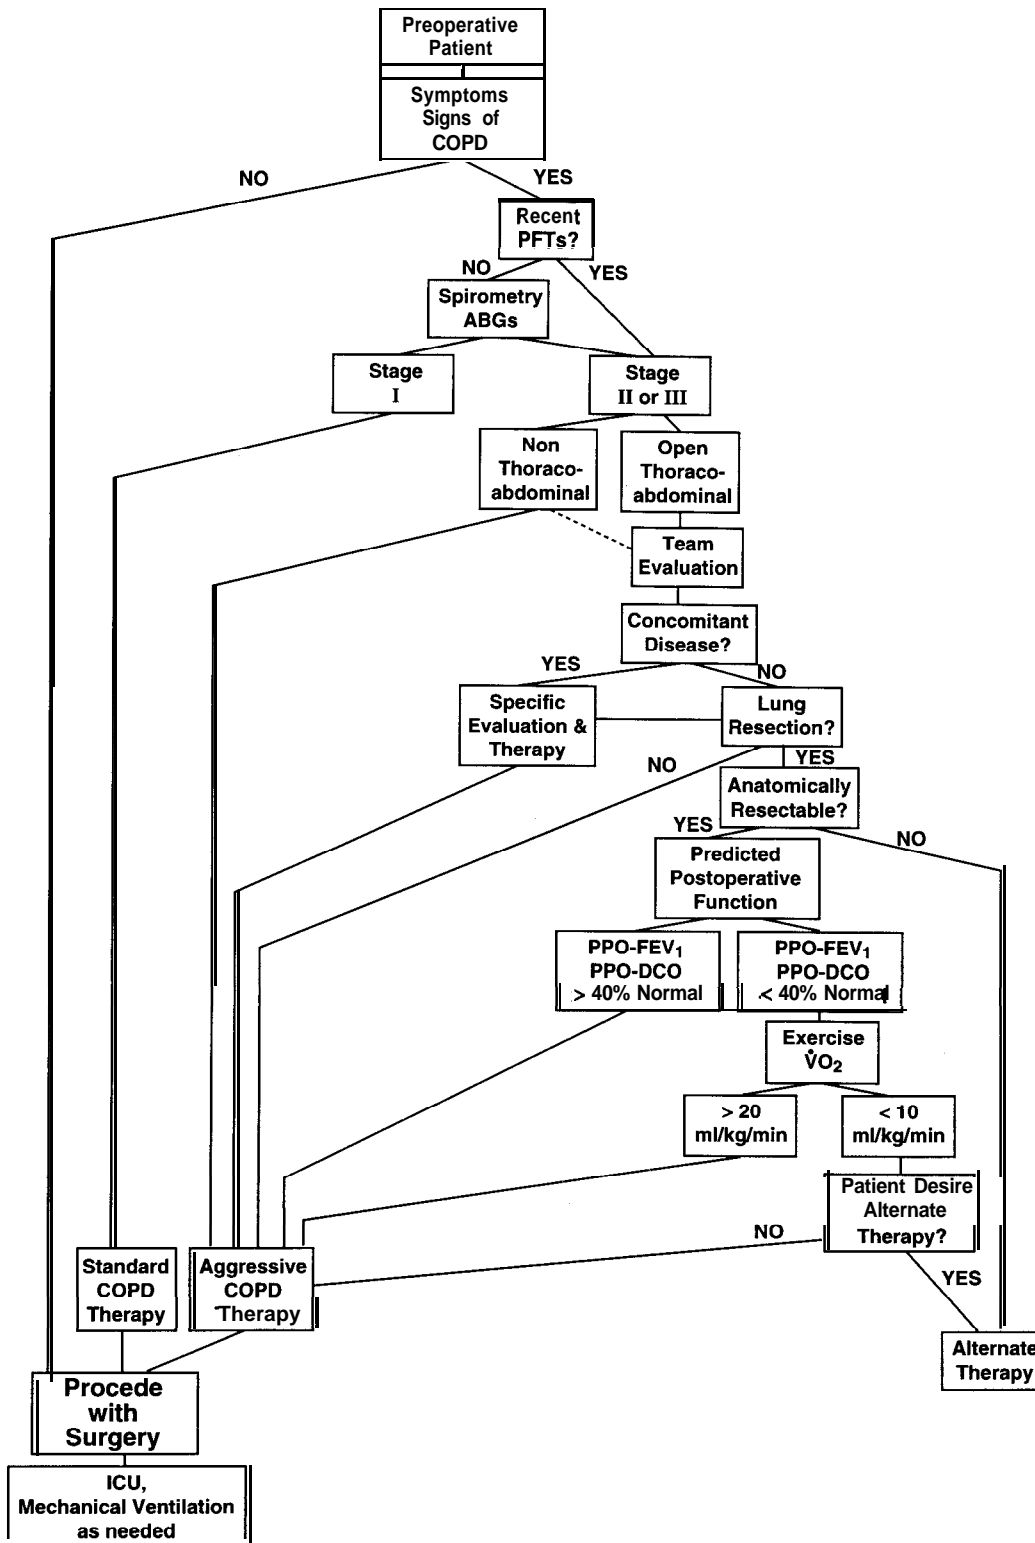 Preoperative
Patient
Symptoms
Signs of
COPD
NO
YES
Recent
PFTs?
NO
YES
Spirometry
ABGs
Stage
I
Stage
II or III
Non
Thoraco-
abdominal
Open
Thoraco-
abdominal
Team
Evaluation
Concomitant
Disease?
YES
NO
Specific
Evaluation &
Therapy
Lung
Resection?
NO
YES
Anatomically
Resectable?
YES
NO
Predicted
Postoperative
Function
PPO-FEV₁
PPO-DCO
> 40% Normal
PPO-FEV₁
PPO-DCO
< 40% Normal
Exercise
V̇O₂
> 20
ml/kg/min
< 10
ml/kg/min
Patient Desire
Alternate
Therapy?
NO
YES
Standard
COPD
Therapy
Aggressive
COPD
Therapy
Alternate
Therapy
Procede
with
Surgery
ICU,
Mechanical Ventilation
as needed